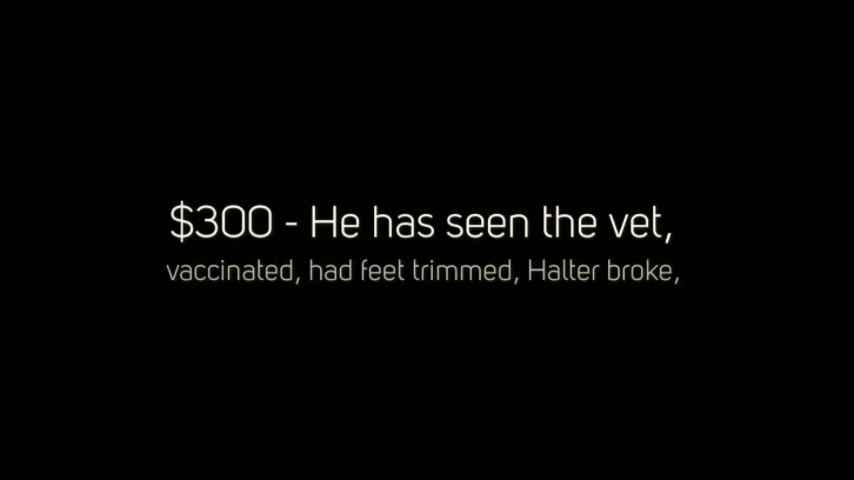 $300 - He has seen the vet,
vaccinated, had feet trimmed, Halter broke,